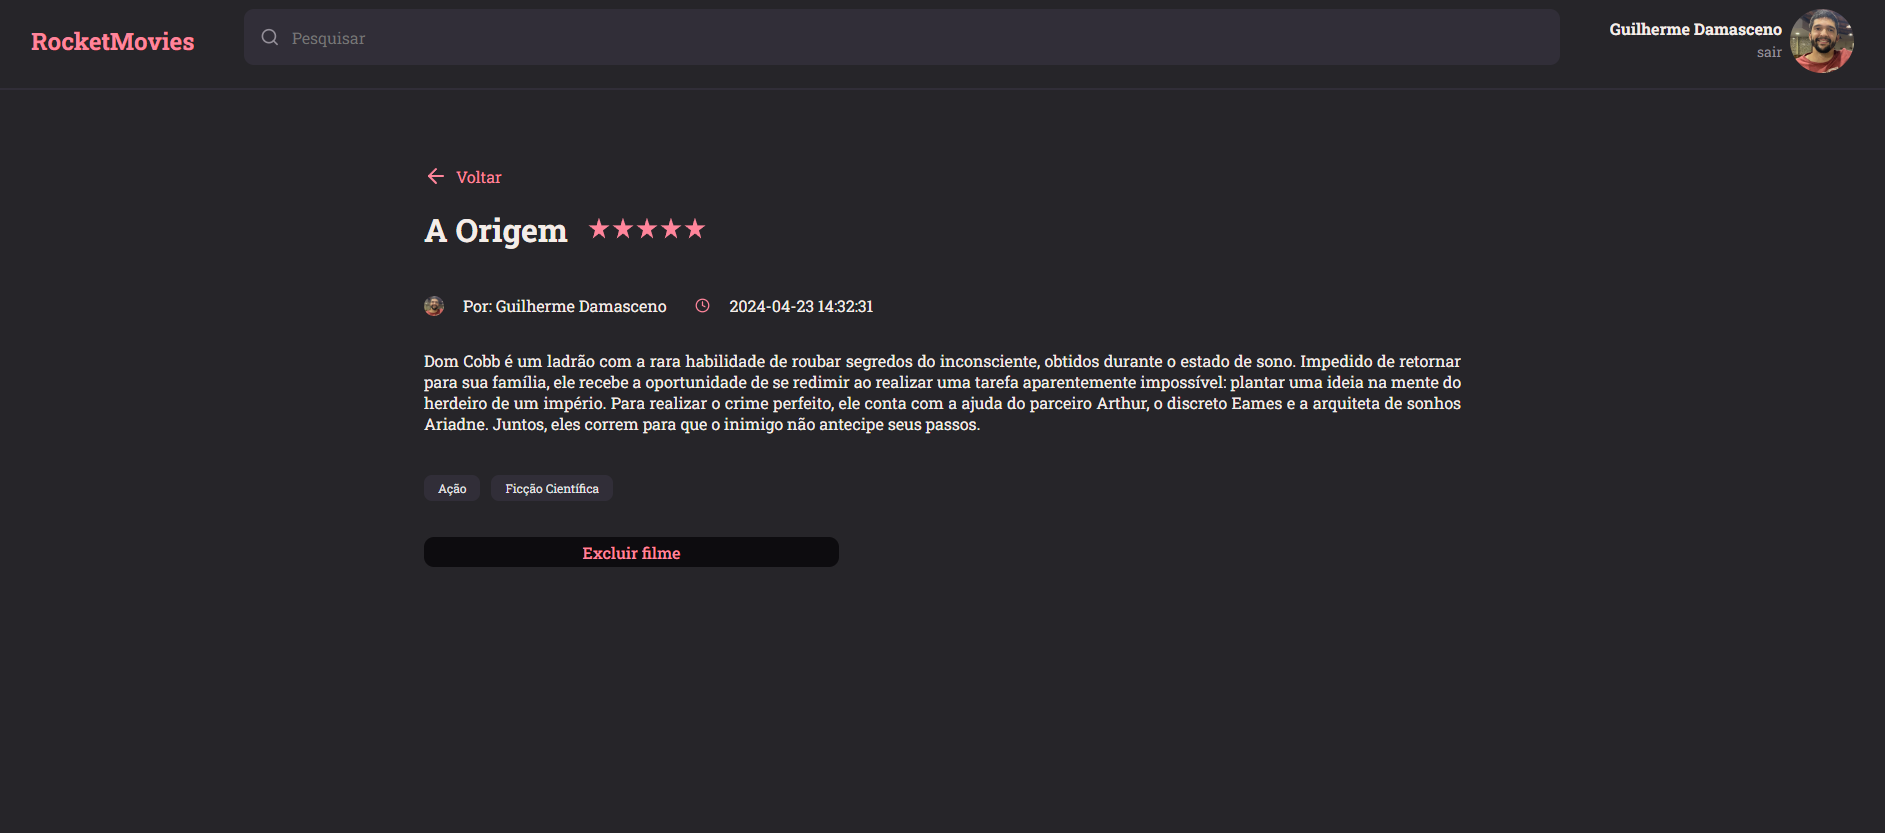 RocketMovies
Pesquisar
Guilherme Damasceno
sair
Voltar
A Origem
Por: Guilherme Damasceno
2024-04-23 14:32:31
Dom Cobb é um ladrão com a rara habilidade de roubar segredos do inconsciente, obtidos durante o estado de sono. Impedido de retornar
para sua família, ele recebe a oportunidade de se redimir ao realizar uma tarefa aparentemente impossível: plantar uma ideia na mente do
herdeiro de um império. Para realizar o crime perfeito, ele conta com a ajuda do parceiro Arthur, o discreto Eames e a arquiteta de sonhos
Ariadne. Juntos, eles correm para que o inimigo não antecipe seus passos.
Ação
Ficção Científica
Excluir filme